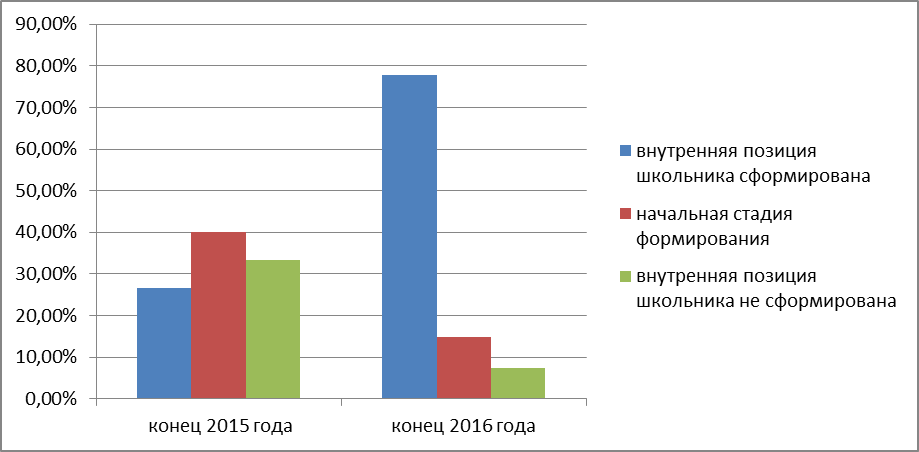 90,00%
80,00%
70,00%
60,00%
50,00%
40,00%
30,00%
20,00%
10,00%
0,00%
конец 2015 года
конец 2016 года
внутренняя позиция
школьника сформирована
начальная стадия
формирования
внутренняя позиция
школьника не сформирована